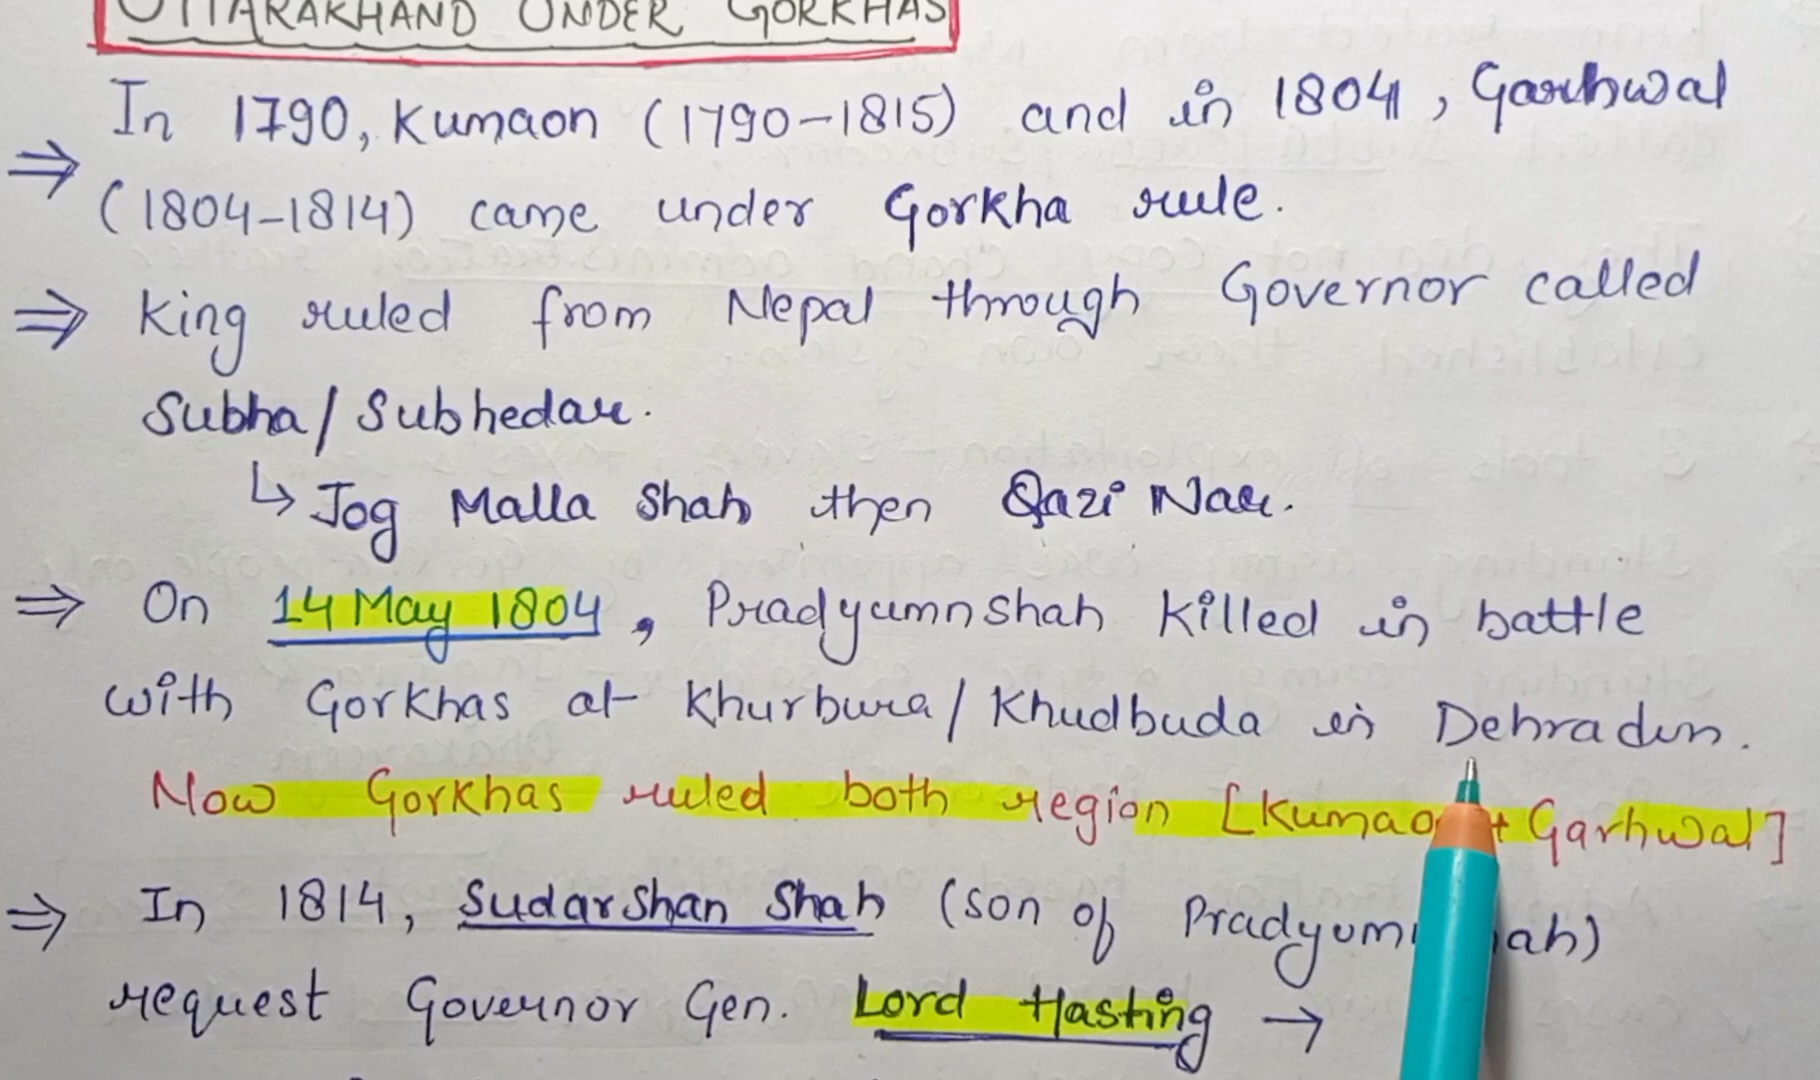 UTTARAKHAND UNDER GORKHAS
In 1790, Kumaon (1790-1815) and in 1804, Garhwal
⇒ (1804-1814) came under Gorkha rule.
⇒ King ruled from Nepal through Governor called
Subha/Subhedar.
↳ Jog Malla Shah then Qazi Nar.
⇒ On 14 May 1804, Pradyumnshah killed in battle
with Gorkhas at Khurbura/Khudbuda in Dehradun.
Now Gorkhas ruled both region [Kumao + Garhwal]
⇒ In 1814, Sudarshan Shah (son of
request Governor Gen. Lord Hasting →